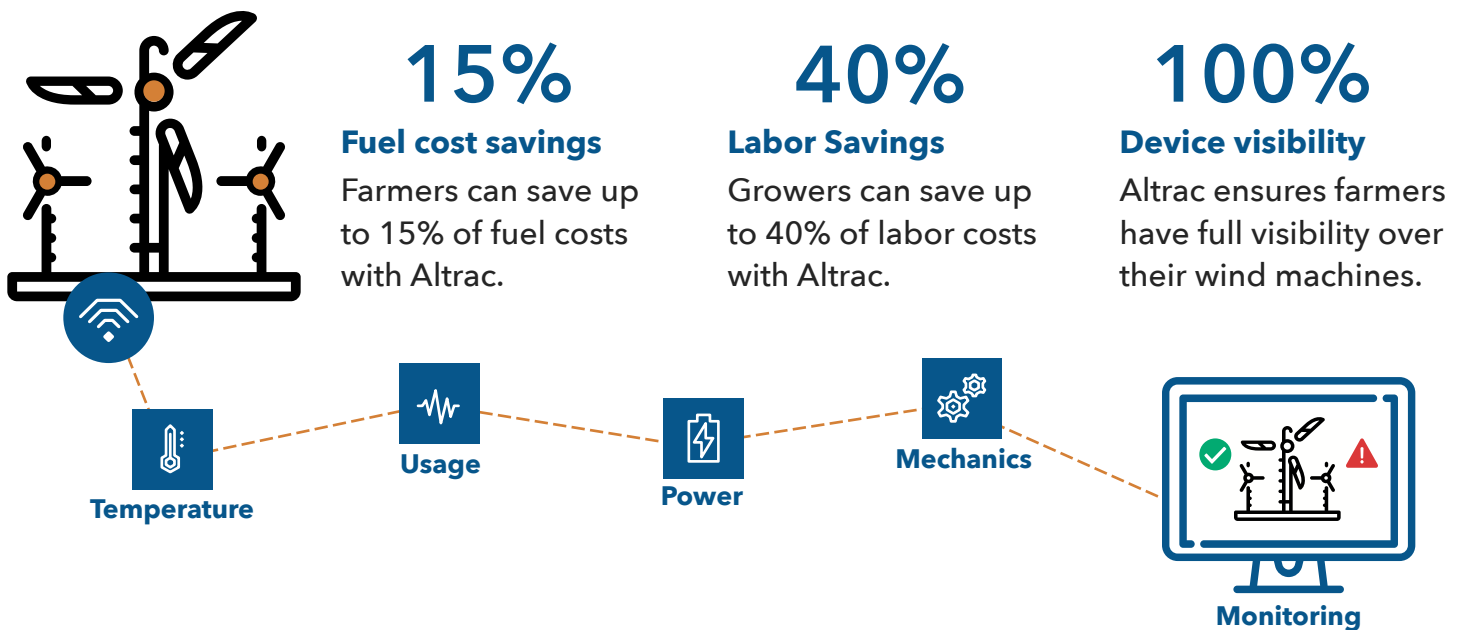 15%
Fuel cost savings
Farmers can save up
to 15% of fuel costs
with Altrac.
40%
Labor Savings
Growers can save up
to 40% of labor costs
with Altrac.
100%
Device visibility
Altrac ensures farmers
have full visibility over
their wind machines.
Temperature
Usage
Power
Mechanics
Monitoring